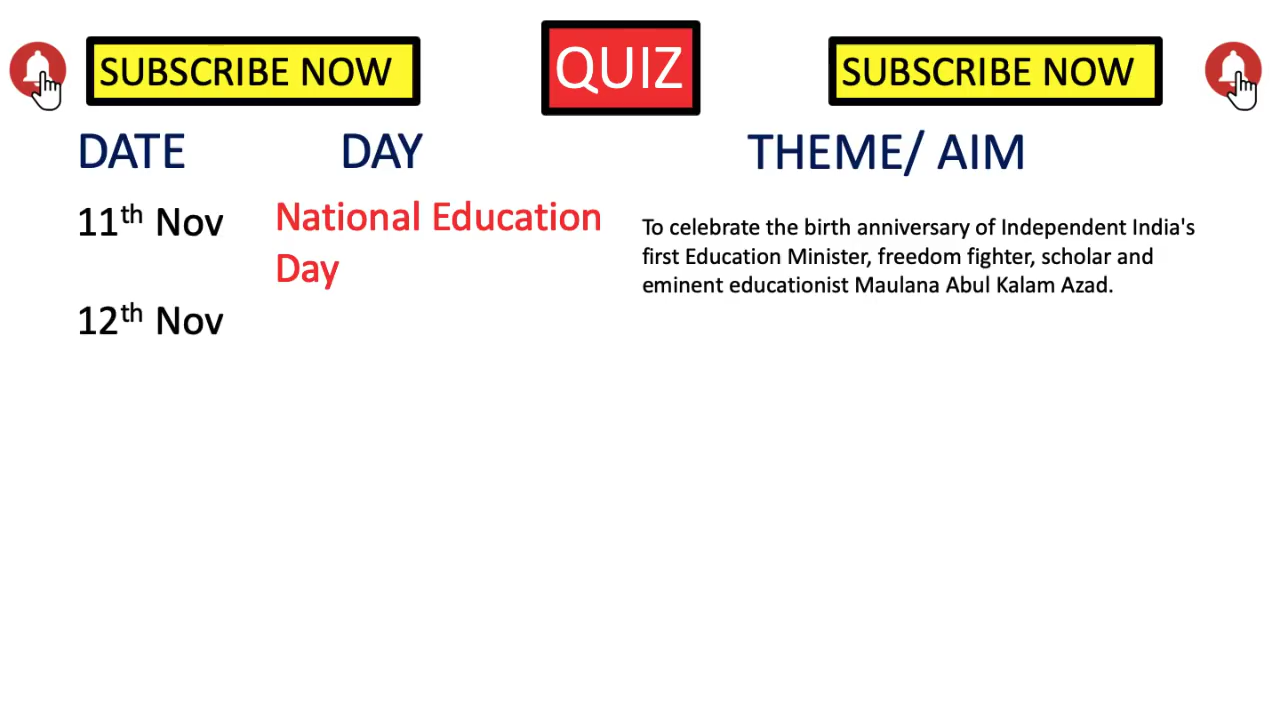 SUBSCRIBE NOW
QUIZ
SUBSCRIBE NOW
DATE
DAY
THEME/ AIM
11th Nov
National Education
Day
To celebrate the birth anniversary of Independent India's
first Education Minister, freedom fighter, scholar and
eminent educationist Maulana Abul Kalam Azad.
12th Nov